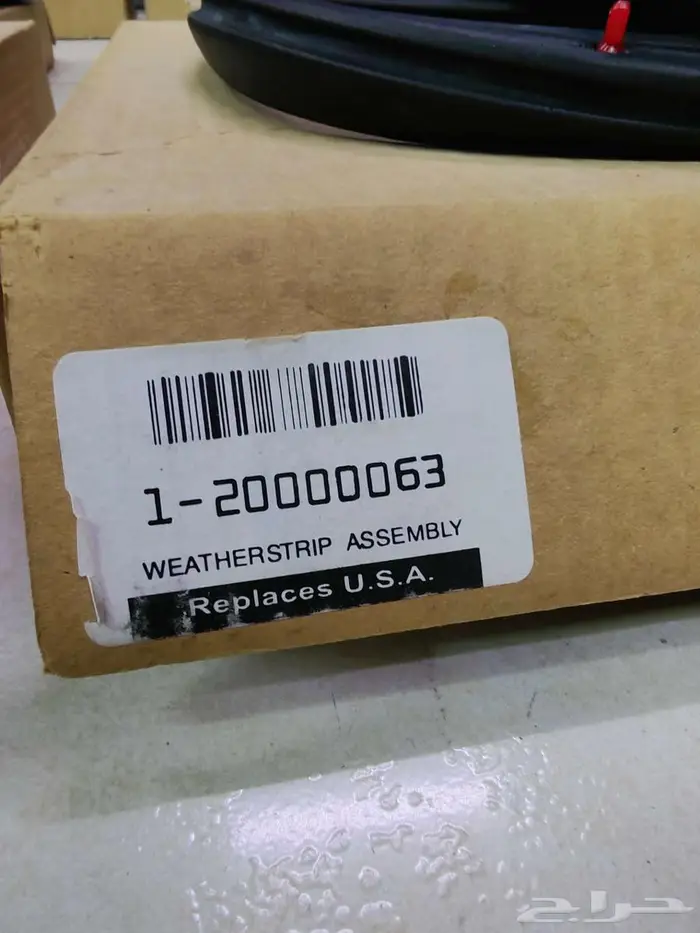 1-20000063
WEATHERSTRIP ASSEMBLY
Replaces U.S.A.
حراج